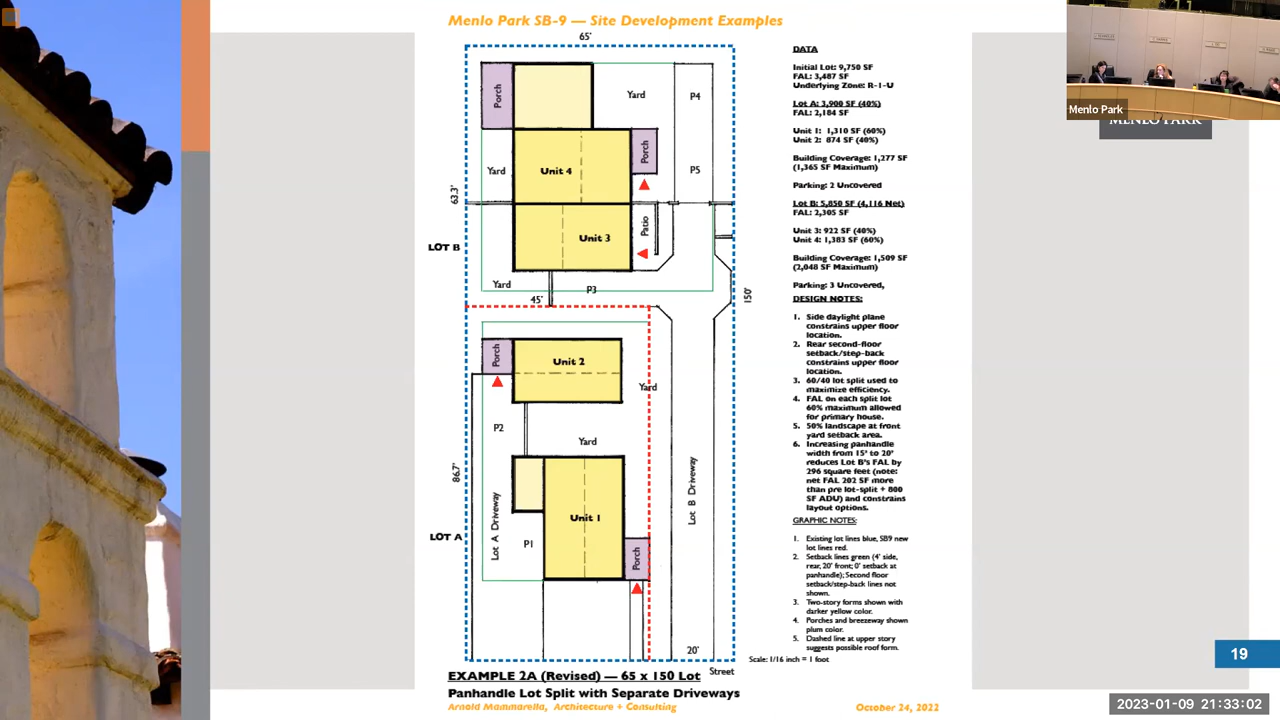 Menlo Park SB-9 — Site Development Examples
65'
Porch
Yard
P4
Porch
Yard
Unit 4
P5
63.3'
Patio
Unit 3
LOT B
Yard
P3
45'
150'
Porch
Unit 2
Yard
P2
Yard
86.7'
Lot A Driveway
Unit 1
Lot B Driveway
LOT A
P1
Porch
20'
Street
Scale: 1/16 inch = 1 foot
DATA
Initial Lot: 9,750 SF
FAL: 3,487 SF
Underlying Zone: R-1-U
Lot A: 3,900 SF (40%)
FAL: 2,184 SF
Unit 1: 1,310 SF (60%)
Unit 2: 874 SF (40%)
Building Coverage: 1,277 SF
(1,365 SF Maximum)
Parking: 2 Uncovered
Lot B: 5,850 SF (4,116 Net)
FAL: 2,305 SF
Unit 3: 922 SF (40%)
Unit 4: 1,383 SF (60%)
Building Coverage: 1,509 SF
(2,048 SF Maximum)
Parking: 3 Uncovered,
DESIGN NOTES:
1. Side daylight plane
constrains upper floor
location.
2. Rear second-floor
setback/step-back
constrains upper floor
location.
3. 60/40 lot split used to
maximize efficiency.
4. FAL on each split lot
60% maximum allowed
for primary house.
5. 50% landscape at front
yard setback area.
6. Increasing panhandle
width from 15' to 20'
reduces Lot B's FAL by
296 square feet (note:
net FAL 202 SF more
than pre lot-split + 800
SF ADU) and constrains
layout options.
GRAPHIC NOTES:
1. Existing lot lines blue, SB9 new
lot lines red.
2. Setback lines green (4' side,
rear, 20' front; 0' setback at
panhandle); Second floor
setback/step-back lines not
shown.
3. Two-story forms shown with
darker yellow color.
4. Porches and breezeway shown
plum color.
5. Dashed line at upper story
suggests possible roof form.
EXAMPLE 2A (Revised) — 65 x 150 Lot
Panhandle Lot Split with Separate Driveways
Arnold Mammarella, Architecture + Consulting
October 24, 2022
Menlo Park
MENLO PARK
19
2023-01-09 21:33:02